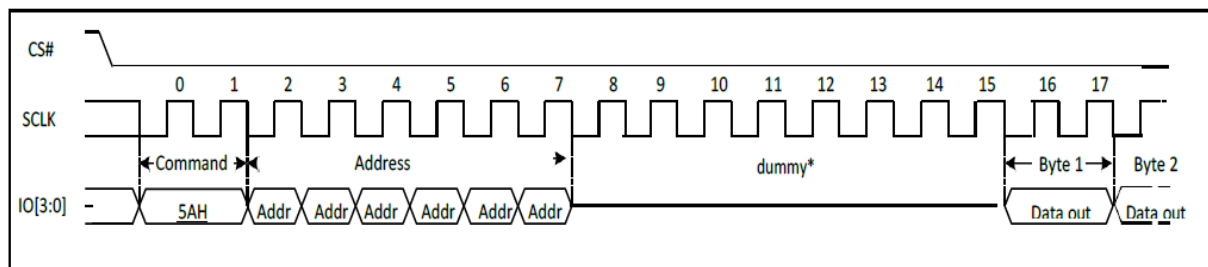 CS#
0 1 2 3 4 5 6 7 8 9 10 11 12 13 14 15 16 17
SCLK
Command Address dummy* Byte 1 Byte 2
IO[3:0] 5AH Addr Addr Addr Addr Addr Addr Data out Data out